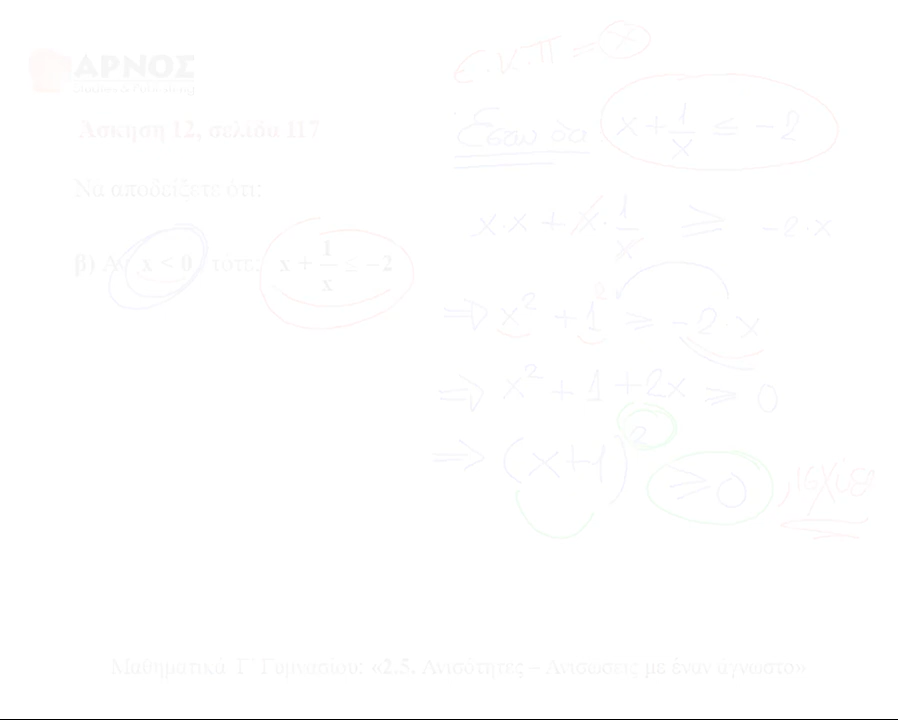 ΑΡΝΟΣ
Studies & Publishing
Άσκηση 12, σελίδα 117
Να αποδείξετε ότι:
β) Αν x < 0 τότε: x + 1/x ≤ −2
Ε.Κ.Π = x
Έστω ότι x + 1/x ≤ −2
x·x + x·1/x ≥ −2·x
⇒ x² + 1 ≥ −2·x
⇒ x² + 1 + 2x ≥ 0
⇒ (x+1)² ≥ 0
Μαθηματικά Γ΄ Γυμνασίου: «2.5. Ανισότητες – Ανισώσεις με έναν άγνωστο»